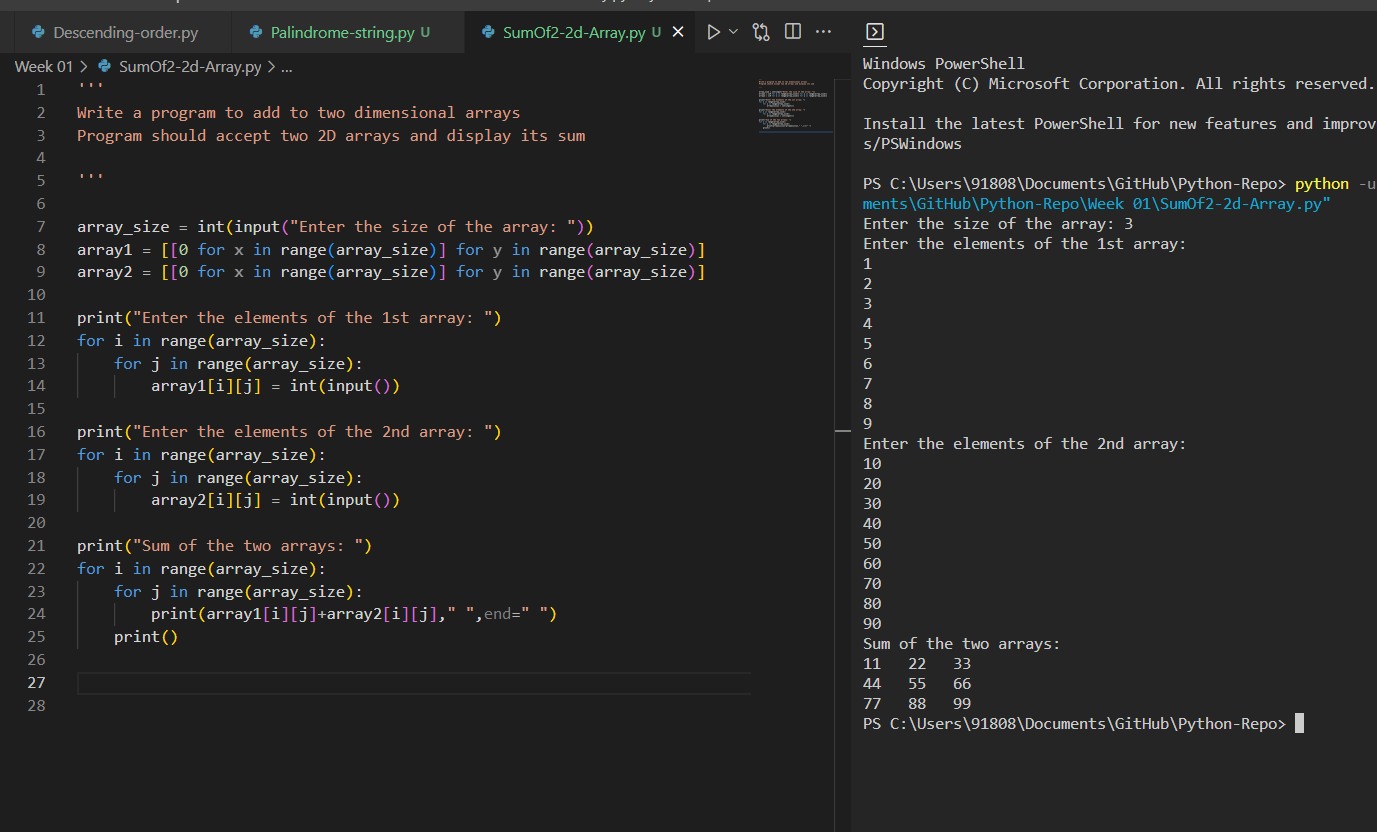 Descending-order.py
Palindrome-string.py U
SumOf2-2d-Array.py U
Week 01 > SumOf2-2d-Array.py > ...
1 '''
2 Write a program to add to two dimensional arrays
3 Program should accept two 2D arrays and display its sum
4
5 '''
6
7 array_size = int(input("Enter the size of the array: "))
8 array1 = [[0 for x in range(array_size)] for y in range(array_size)]
9 array2 = [[0 for x in range(array_size)] for y in range(array_size)]
10
11 print("Enter the elements of the 1st array: ")
12 for i in range(array_size):
13     for j in range(array_size):
14         array1[i][j] = int(input())
15
16 print("Enter the elements of the 2nd array: ")
17 for i in range(array_size):
18     for j in range(array_size):
19         array2[i][j] = int(input())
20
21 print("Sum of the two arrays: ")
22 for i in range(array_size):
23     for j in range(array_size):
24         print(array1[i][j]+array2[i][j]," ",end=" ")
25     print()
26
27
28
Windows PowerShell
Copyright (C) Microsoft Corporation. All rights reserved.
Install the latest PowerShell for new features and improv
s/PSWindows
PS C:\Users\91808\Documents\GitHub\Python-Repo> python -u
ments\GitHub\Python-Repo\Week 01\SumOf2-2d-Array.py"
Enter the size of the array: 3
Enter the elements of the 1st array:
1
2
3
4
5
6
7
8
9
Enter the elements of the 2nd array:
10
20
30
40
50
60
70
80
90
Sum of the two arrays:
11   22   33
44   55   66
77   88   99
PS C:\Users\91808\Documents\GitHub\Python-Repo>